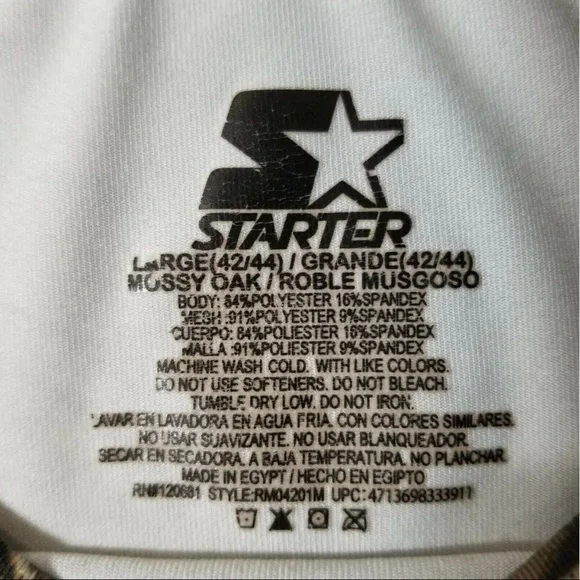 STARTER
LARGE(42/44) / GRANDE(42/44)
MOSSY OAK / ROBLE MUSGOSO
BODY: 84%POLYESTER 16%SPANDEX
MESH :91%POLYESTER 9%SPANDEX
CUERPO: 84%POLIESTER 16%SPANDEX
MALLA :91%POLIESTER 9%SPANDEX
MACHINE WASH COLD. WITH LIKE COLORS.
DO NOT USE SOFTENERS. DO NOT BLEACH.
TUMBLE DRY LOW. DO NOT IRON.
LAVAR EN LAVADORA EN AGUA FRIA. CON COLORES SIMILARES.
NO USAR SUAVIZANTE. NO USAR BLANQUEADOR.
SECAR EN SECADORA. A BAJA TEMPERATURA. NO PLANCHAR.
MADE IN EGYPT / HECHO EN EGIPTO
RN#120681 STYLE:RM04201M UPC: 4713698333911